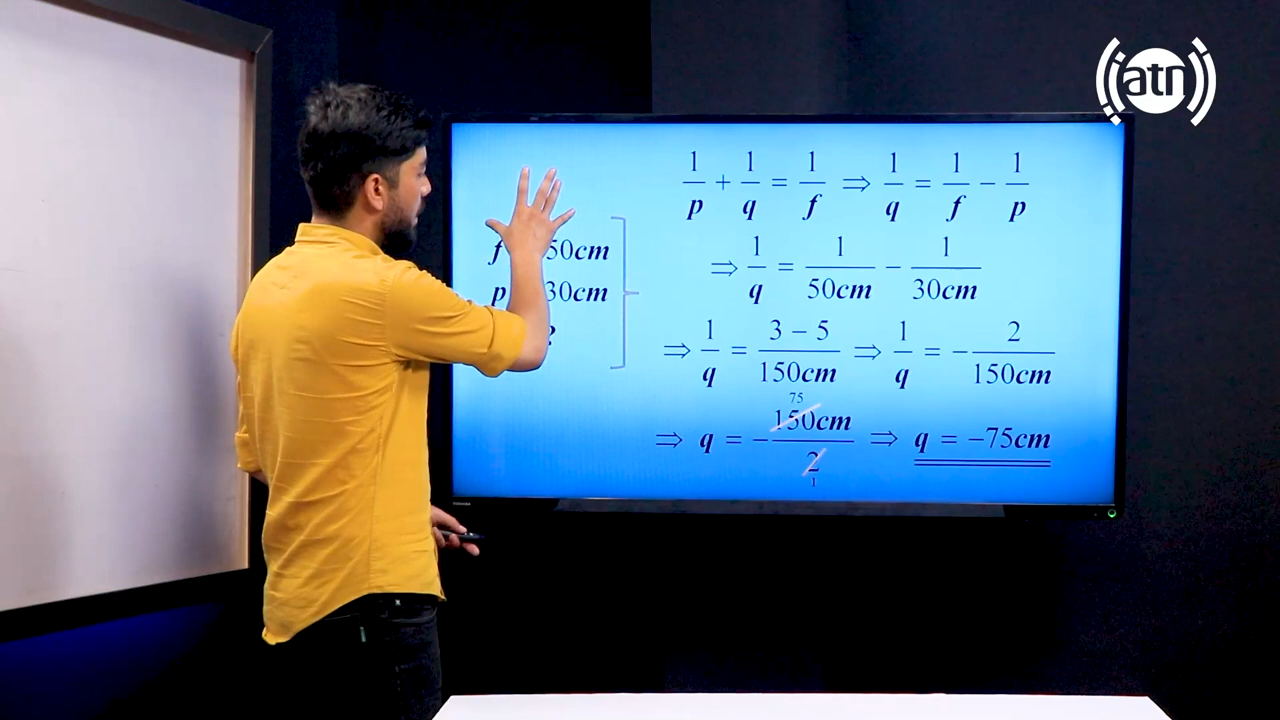 atn
1/p + 1/q = 1/f ⇒ 1/q = 1/f − 1/p
f 50cm
p 30cm
?
⇒ 1/q = 1/50cm − 1/30cm
⇒ 1/q = 3 − 5/150cm ⇒ 1/q = − 2/150cm
75
⇒ q = − 150cm/2 ⇒ q = −75cm
1
TOSHIBA